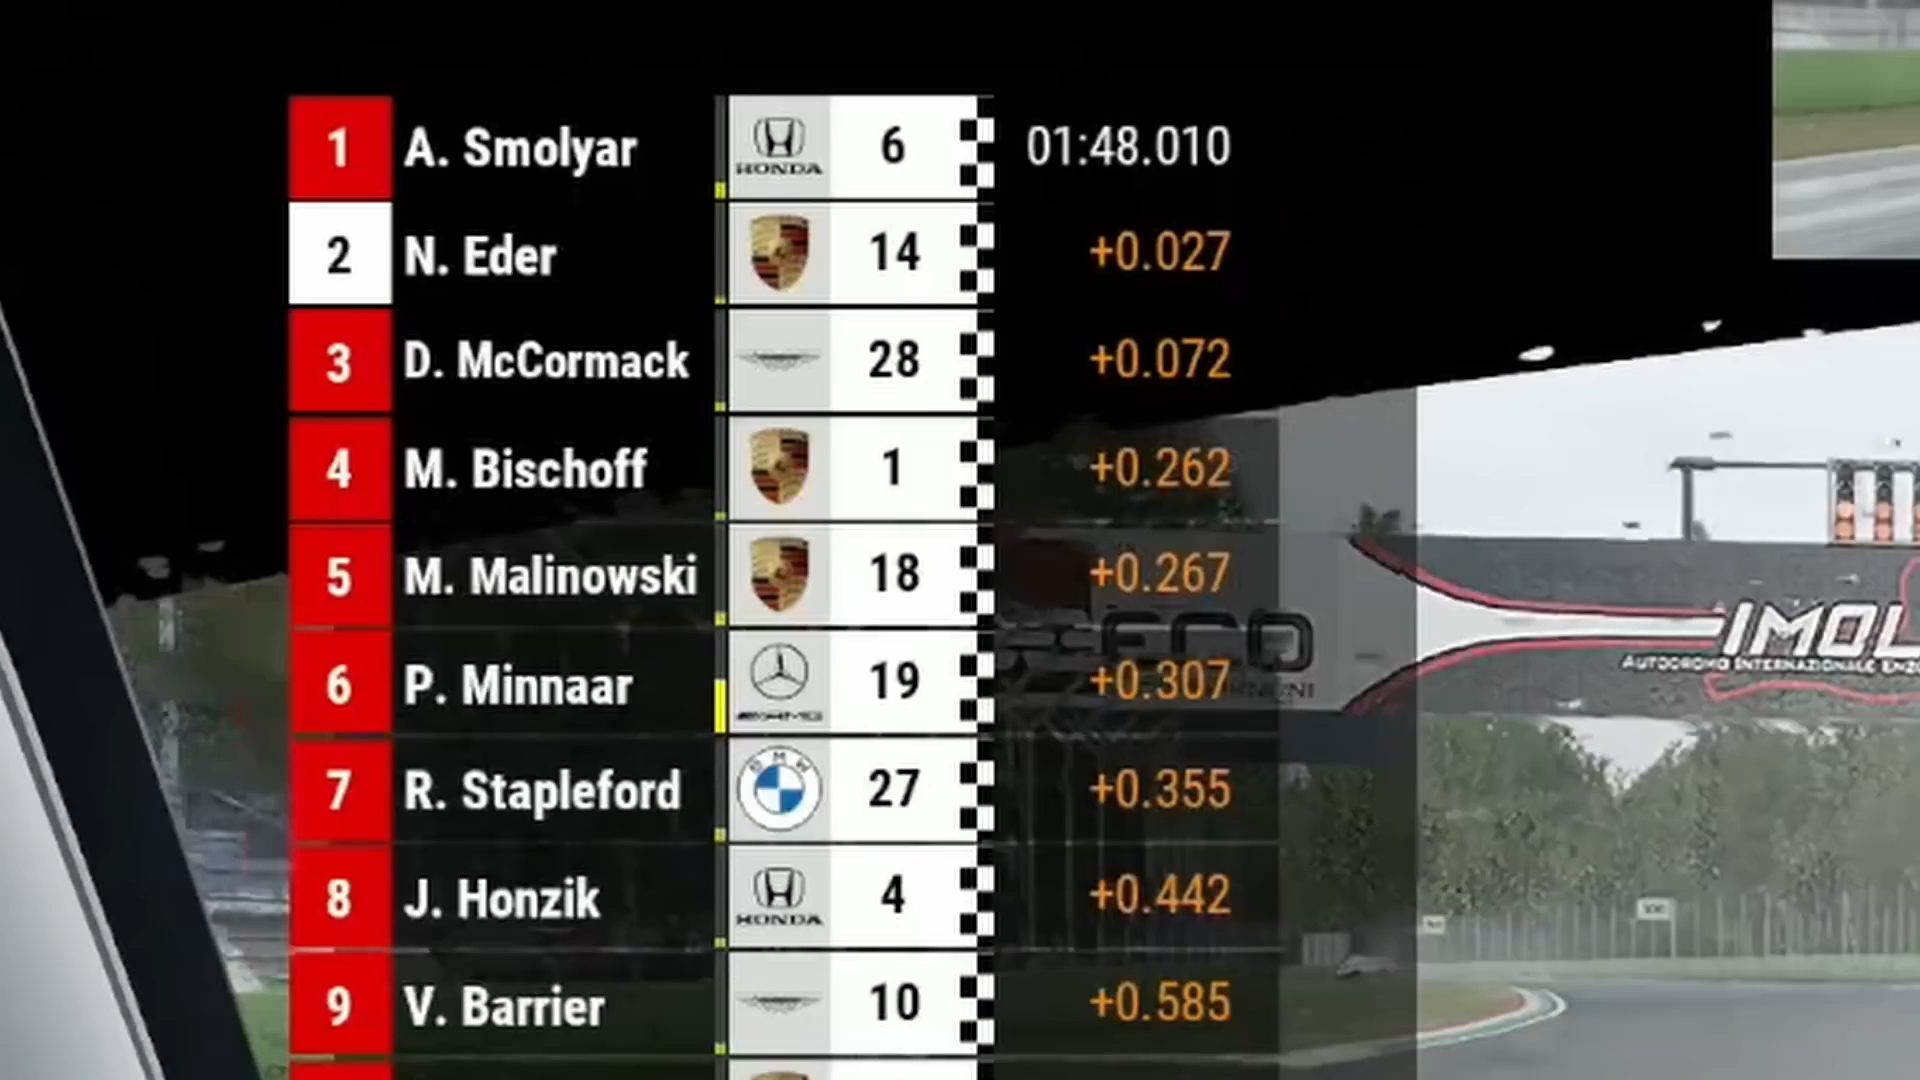 1 A. Smolyar HONDA 6 01:48.010
2 N. Eder 14 +0.027
3 D. McCormack 28 +0.072
4 M. Bischoff 1 +0.262
5 M. Malinowski 18 +0.267
6 P. Minnaar AMG 19 +0.307
7 R. Stapleford BMW 27 +0.355
8 J. Honzik HONDA 4 +0.442
9 V. Barrier 10 +0.585
IMOL
AUTODROMO INTERNAZIONALE ENZO